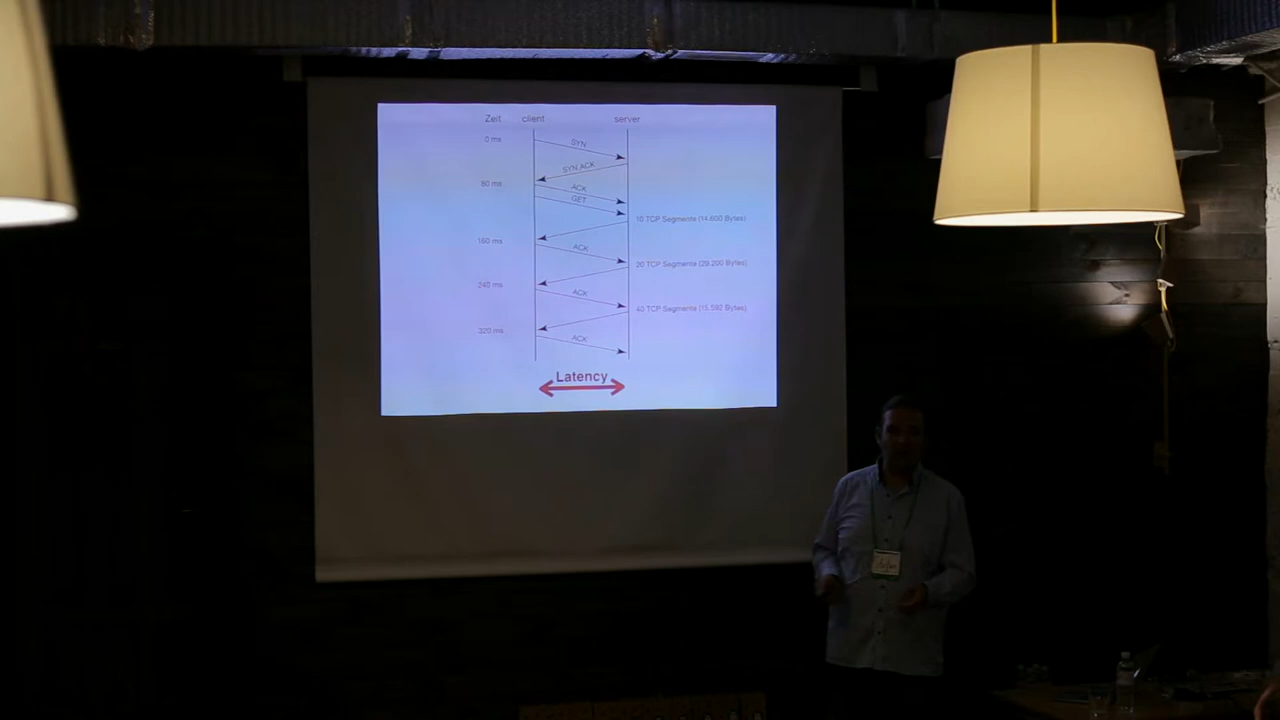 Zeit client server
0 ms
SYN
SYN ACK
80 ms
ACK
GET
10 TCP Segmente (14.600 Bytes)
160 ms
ACK
20 TCP Segmente (29.200 Bytes)
240 ms
ACK
40 TCP Segmente (15.592 Bytes)
320 ms
ACK
Latency